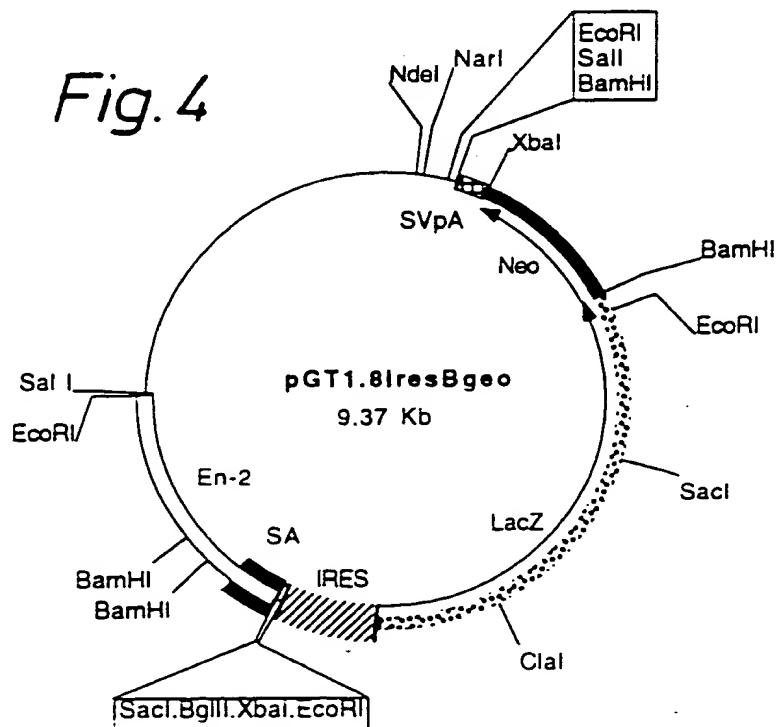 Fig. 4
EcoRI
SalI
BamHI
NdeI
NarI
XbaI
SVpA
Neo
BamHI
EcoRI
pGT1.8IresBgeo
9.37 Kb
Sal I
EcoRI
En-2
SacI
LacZ
SA
IRES
BamHI
BamHI
ClaI
SacI.BglII.XbaI.EcoRI